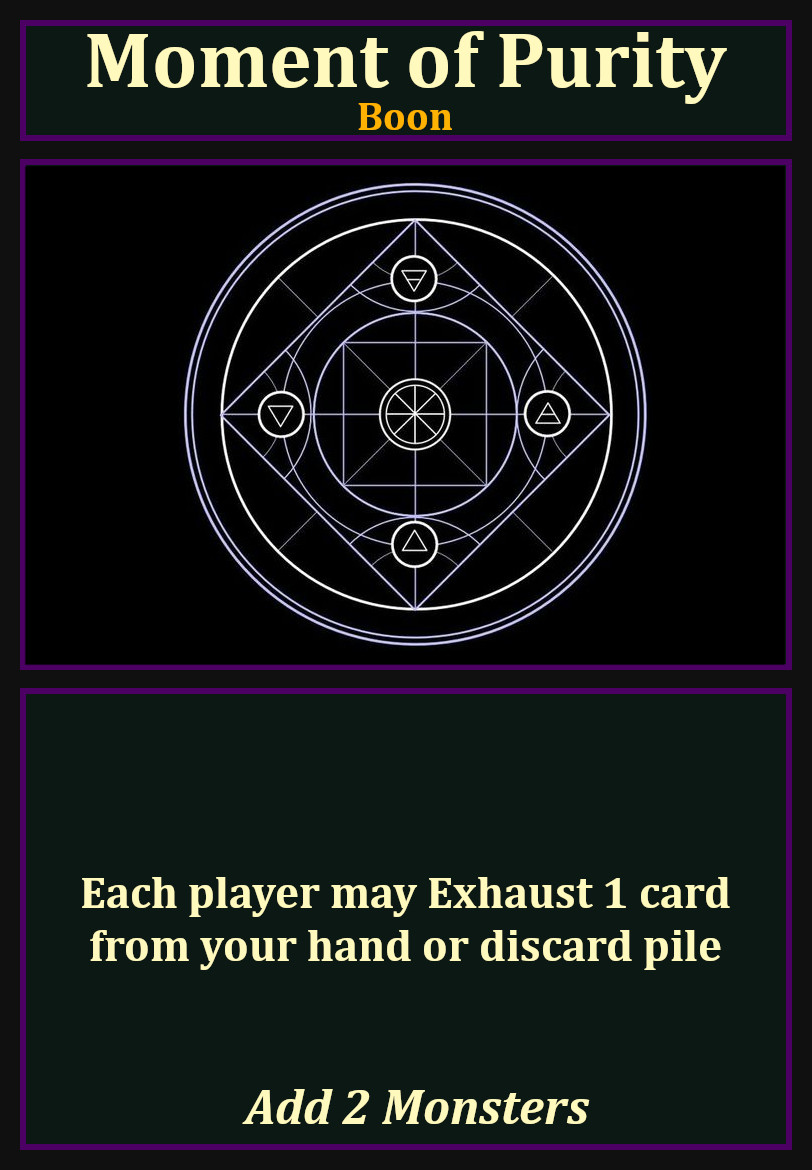 Moment of Purity
Boon
Each player may Exhaust 1 card
from your hand or discard pile
Add 2 Monsters